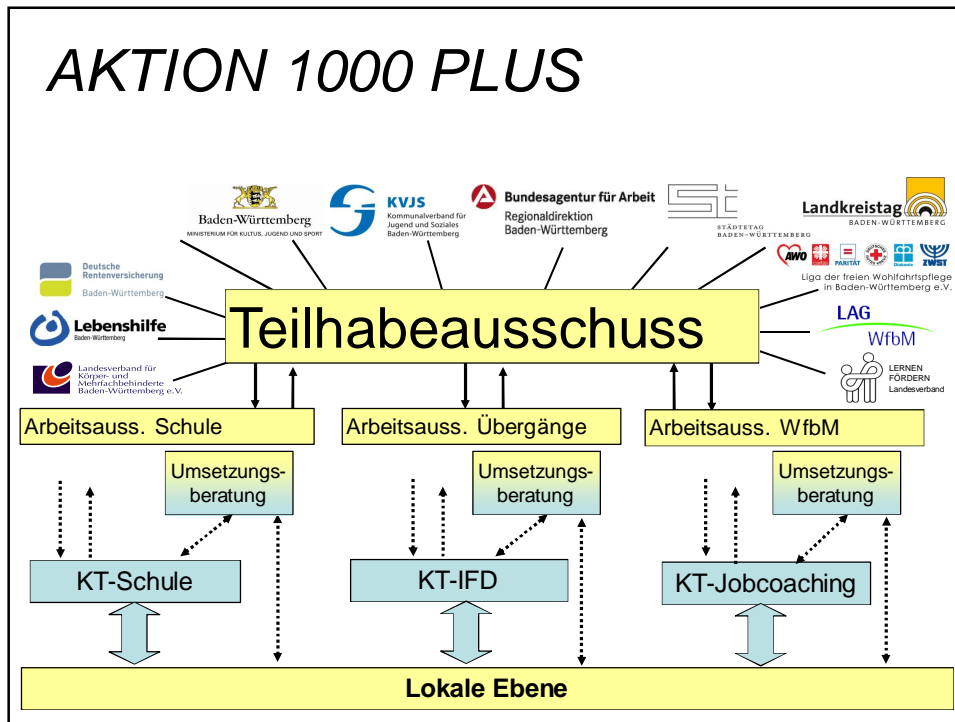 AKTION 1000 PLUS
Baden-Württemberg
MINISTERIUM FÜR KULTUS, JUGEND UND SPORT
KVJS
Kommunalverband für
Jugend und Soziales
Baden-Württemberg
Bundesagentur für Arbeit
Regionaldirektion
Baden-Württemberg
STÄDTETAG
BADEN-WÜRTTEMBERG
Landkreistag
BADEN-WÜRTTEMBERG
AWO
PARITÄT
DEUTSCHES ROTES KREUZ
Diakonie
ZWST
Liga der freien Wohlfahrtspflege
in Baden-Württemberg e.V.
Deutsche
Rentenversicherung
Baden-Württemberg
Lebenshilfe
Baden-Württemberg
Landesverband für
Körper- und
Mehrfachbehinderte
Baden-Württemberg e.V.
Teilhabeausschuss
LAG
WfbM
LERNEN
FÖRDERN
Landesverband
Arbeitsauss. Schule
Arbeitsauss. Übergänge
Arbeitsauss. WfbM
Umsetzungs-
beratung
Umsetzungs-
beratung
Umsetzungs-
beratung
KT-Schule
KT-IFD
KT-Jobcoaching
Lokale Ebene